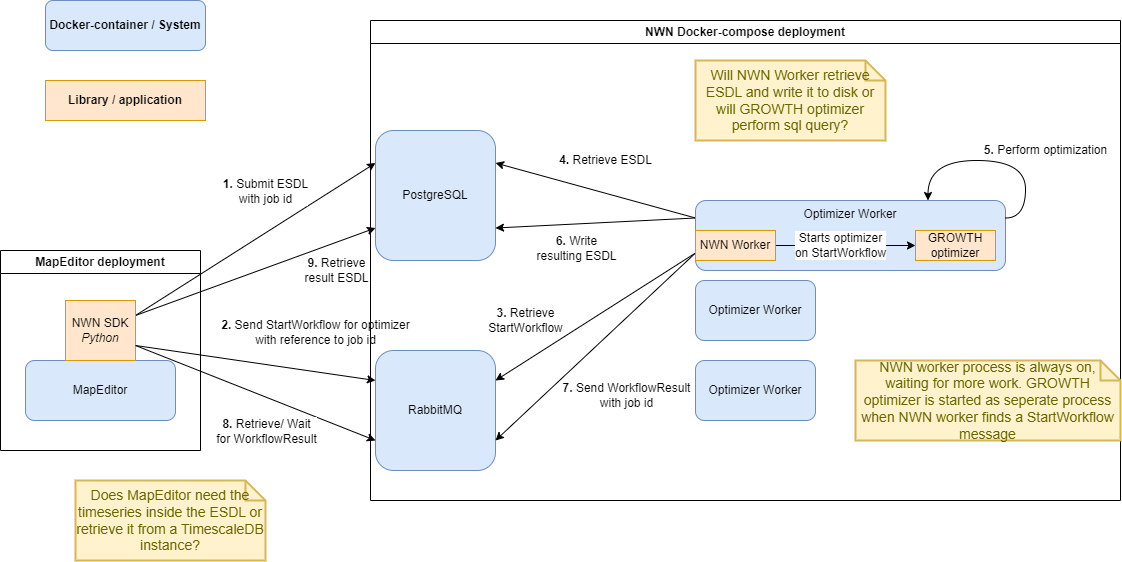 Docker-container / System
Library / application
NWN Docker-compose deployment
Will NWN Worker retrieve
ESDL and write it to disk or
will GROWTH optimizer
perform sql query?
PostgreSQL
4. Retrieve ESDL
5. Perform optimization
1. Submit ESDL
with job id
Optimizer Worker
NWN Worker
Starts optimizer
on StartWorkflow
GROWTH
optimizer
6. Write
resulting ESDL
9. Retrieve
result ESDL
MapEditor deployment
NWN SDK
Python
MapEditor
2. Send StartWorkflow for optimizer
with reference to job id
3. Retrieve
StartWorkflow
Optimizer Worker
RabbitMQ
7. Send WorkflowResult
with job id
Optimizer Worker
8. Retrieve/ Wait
for WorkflowResult
NWN worker process is always on,
waiting for more work. GROWTH
optimizer is started as seperate process
when NWN worker finds a StartWorkflow
message
Does MapEditor need the
timeseries inside the ESDL or
retrieve it from a TimescaleDB
instance?